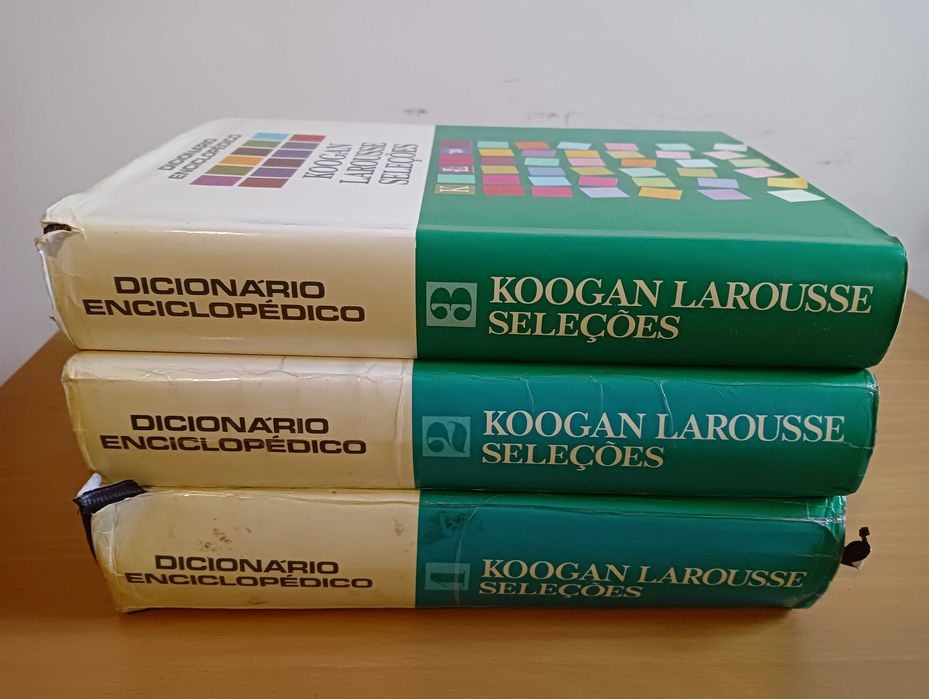 DICIONÁRIO
ENCICLOPÉDICO
KOOGAN
LAROUSSE
SELEÇÕES
K L S
DICIONÁRIO
ENCICLOPÉDICO
3
KOOGAN LAROUSSE
SELEÇÕES
DICIONÁRIO
ENCICLOPÉDICO
2
KOOGAN LAROUSSE
SELEÇÕES
DICIONÁRIO
ENCICLOPÉDICO
1
KOOGAN LAROUSSE
SELEÇÕES